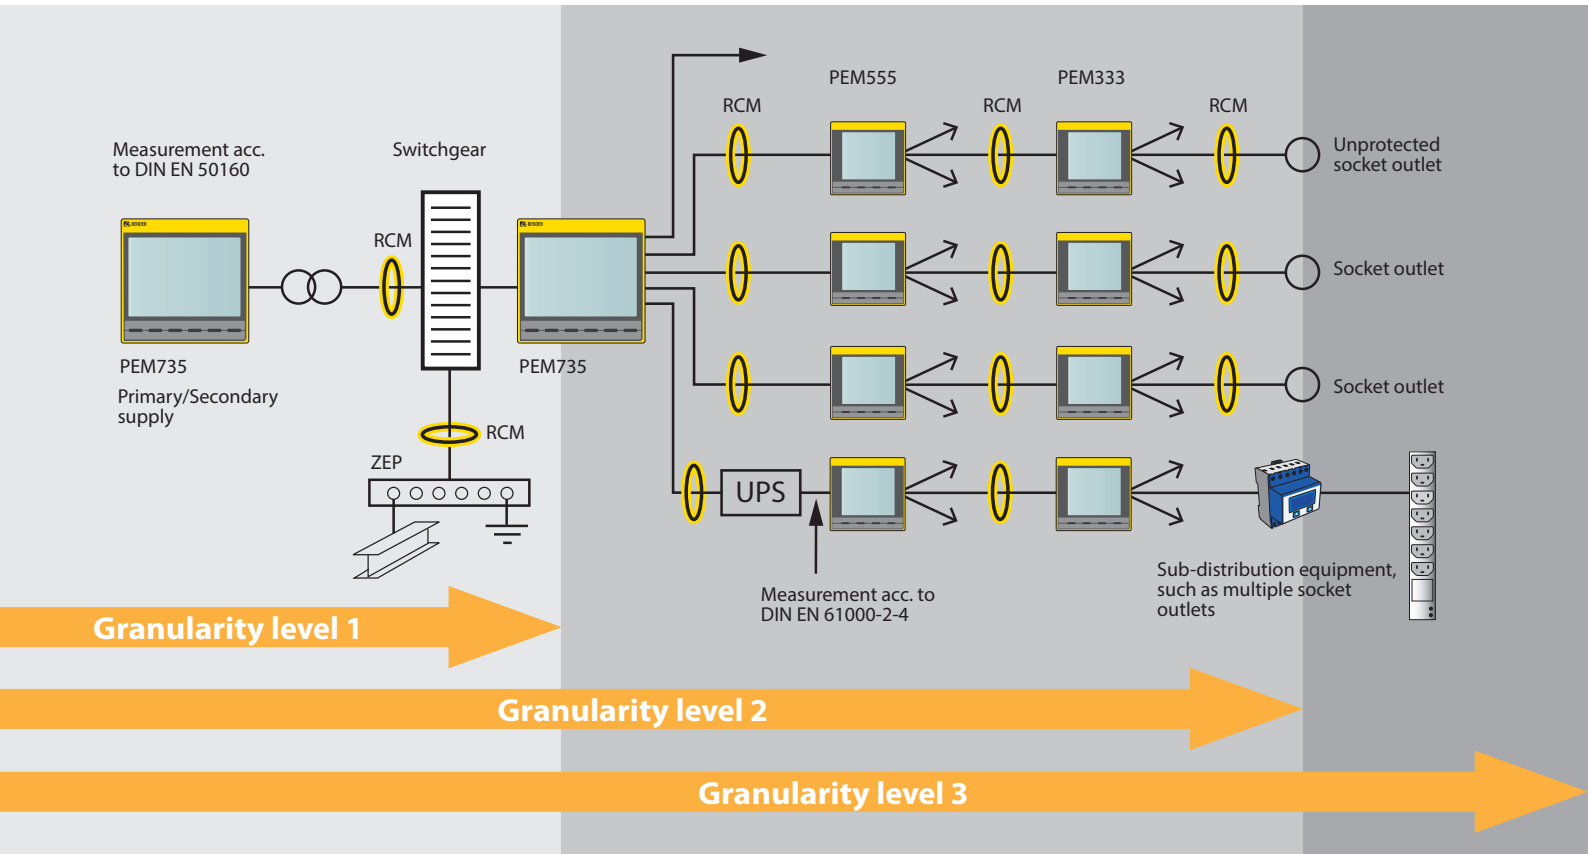 PEM555
PEM333
RCM
RCM
RCM
Measurement acc.
to DIN EN 50160
Switchgear
Unprotected
socket outlet
BENDER
BENDER
RCM
Socket outlet
PEM735
PEM735
Primary/Secondary
supply
Socket outlet
RCM
ZEP
UPS
Measurement acc. to
DIN EN 61000-2-4
Sub-distribution equipment,
such as multiple socket
outlets
Granularity level 1
Granularity level 2
Granularity level 3